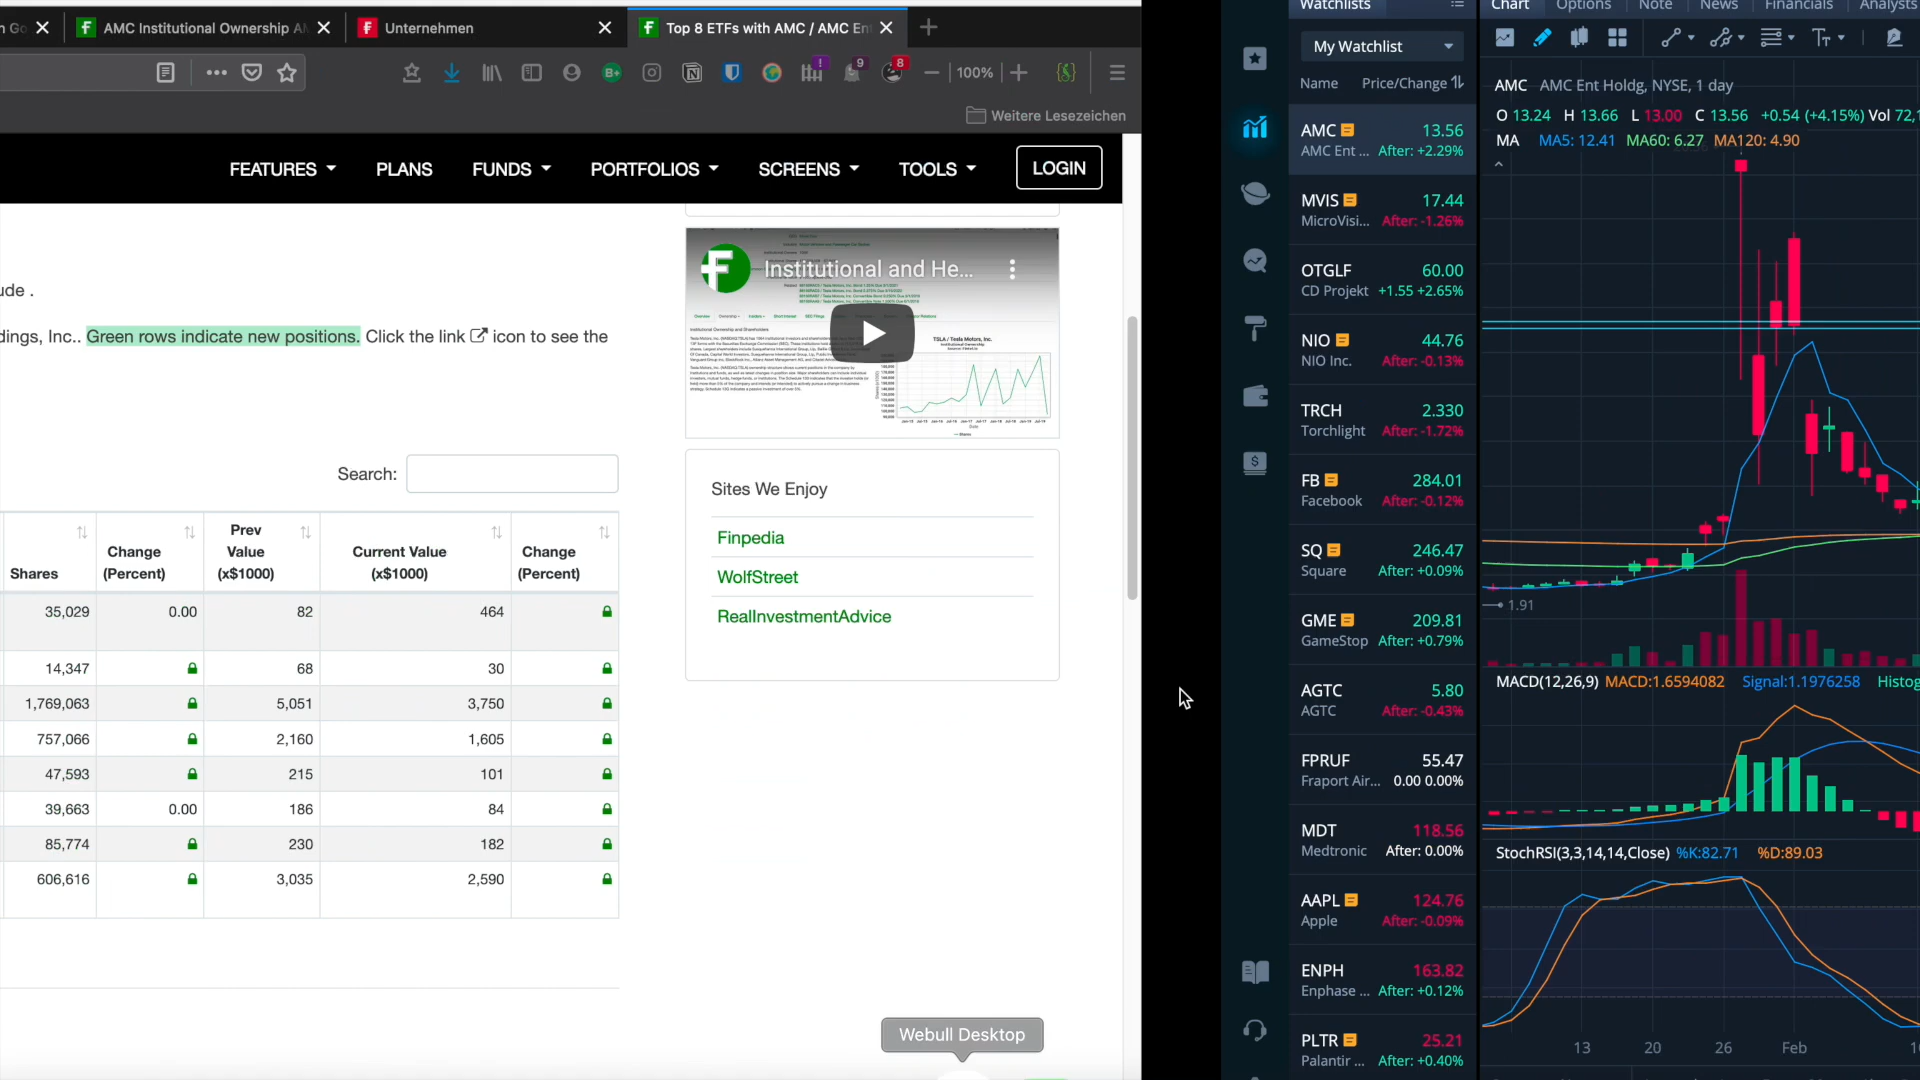 Go
AMC Institutional Ownership A
Unternehmen
Top 8 ETFs with AMC / AMC Ent
100%
Weitere Lesezeichen
FEATURES
PLANS
FUNDS
PORTFOLIOS
SCREENS
TOOLS
LOGIN
ude .
dings, Inc.. Green rows indicate new positions. Click the link icon to see the
Institutional and He...
Search:
Shares
Change (Percent)
Prev Value (x$1000)
Current Value (x$1000)
Change (Percent)
35,029 0.00 82 464
14,347 68 30
1,769,063 5,051 3,750
757,066 2,160 1,605
47,593 215 101
39,663 0.00 186 84
85,774 230 182
606,616 3,035 2,590
Sites We Enjoy
Finpedia
WolfStreet
RealInvestmentAdvice
Webull Desktop
Watchlists
My Watchlist
Name Price/Change
AMC 13.56
AMC Ent ... After: +2.29%
MVIS 17.44
MicroVisi... After: -1.26%
OTGLF 60.00
CD Projekt +1.55 +2.65%
NIO 44.76
NIO Inc. After: -0.13%
TRCH 2.330
Torchlight After: -1.72%
FB 284.01
Facebook After: -0.12%
SQ 246.47
Square After: +0.09%
GME 209.81
GameStop After: +0.79%
AGTC 5.80
AGTC After: -0.43%
FPRUF 55.47
Fraport Air... 0.00 0.00%
MDT 118.56
Medtronic After: 0.00%
AAPL 124.76
Apple After: -0.09%
ENPH 163.82
Enphase ... After: +0.12%
PLTR 25.21
Palantir ... After: +0.40%
Chart Options Note News Financials Analysts
AMC AMC Ent Holdg, NYSE, 1 day
O 13.24 H 13.66 L 13.00 C 13.56 +0.54 (+4.15%) Vol 72,1
MA MA5: 12.41 MA60: 6.27 MA120: 4.90
1.91
MACD(12,26,9) MACD:1.6594082 Signal:1.1976258 Histog
StochRSI(3,3,14,14,Close) %K:82.71 %D:89.03
13 20 26 Feb